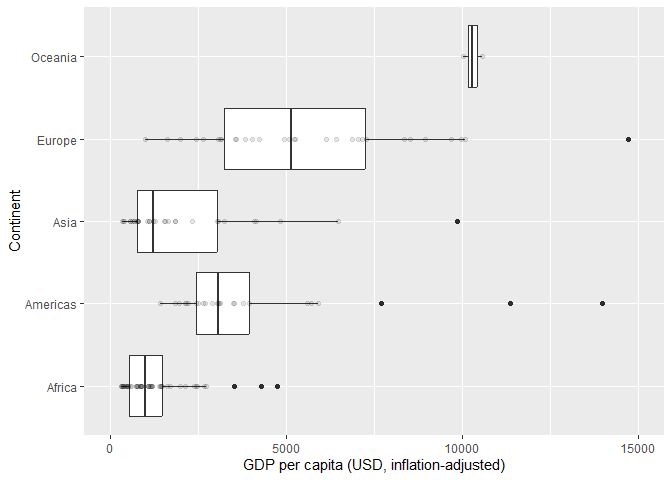 Oceania
Europe
Asia
Americas
Africa
Continent
0 5000 10000 15000
GDP per capita (USD, inflation-adjusted)